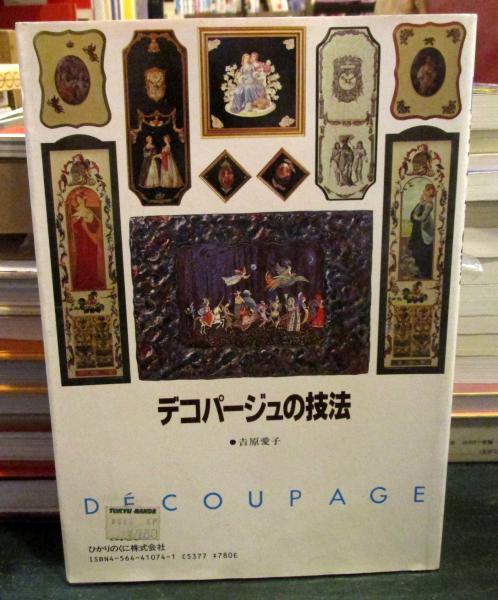 デコパージュの技法
●吉原愛子
DÉCOUPAGE
TOKYU HANDS
ひかりのくに株式会社
ISBN4-564-41074-1 C5377 ¥780E